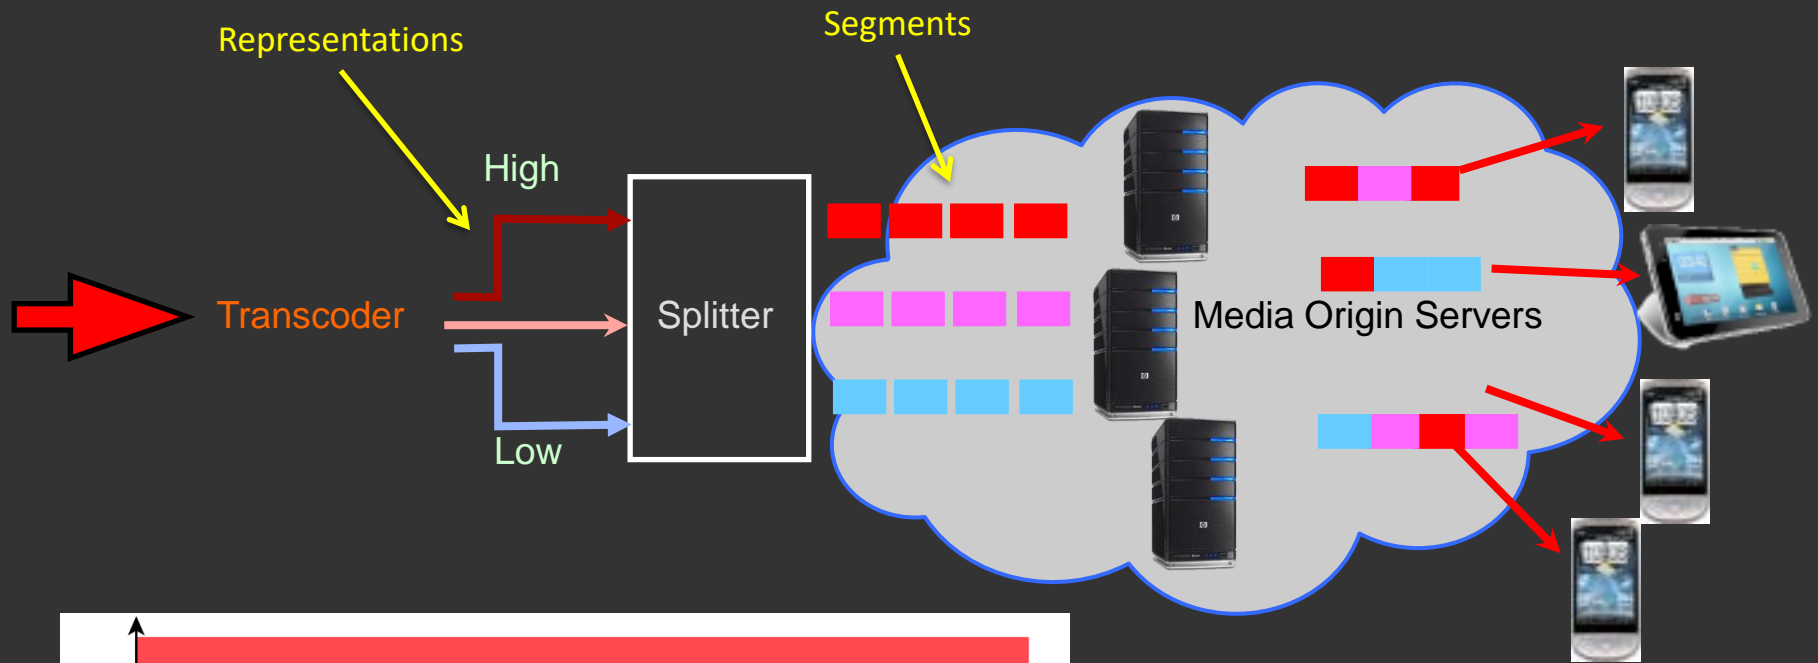 Representations
Segments
High
Transcoder
Splitter
Media Origin Servers
Low